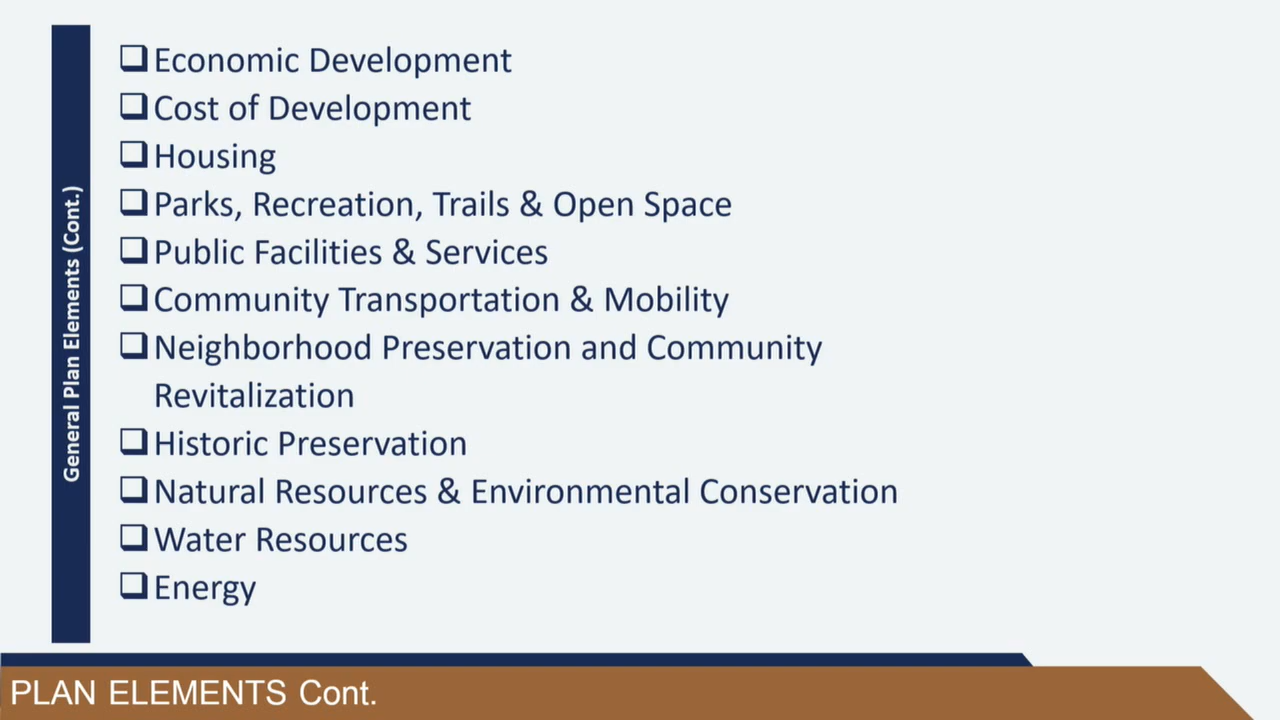 General Plan Elements (Cont.)
Economic Development
Cost of Development
Housing
Parks, Recreation, Trails & Open Space
Public Facilities & Services
Community Transportation & Mobility
Neighborhood Preservation and Community
Revitalization
Historic Preservation
Natural Resources & Environmental Conservation
Water Resources
Energy
PLAN ELEMENTS Cont.